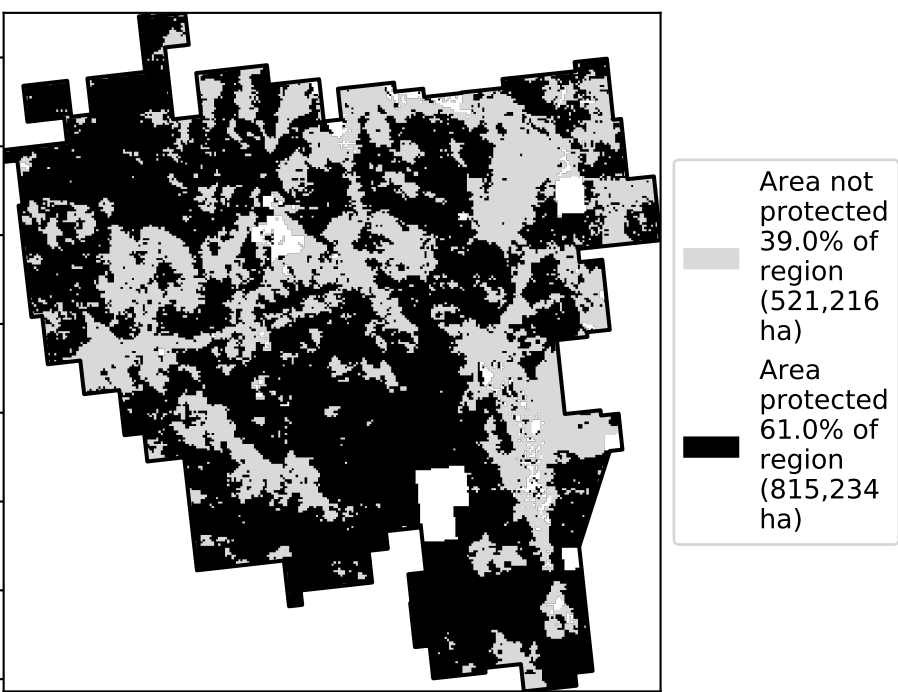 Area not
protected
39.0% of
region
(521,216
ha)
Area
protected
61.0% of
region
(815,234
ha)